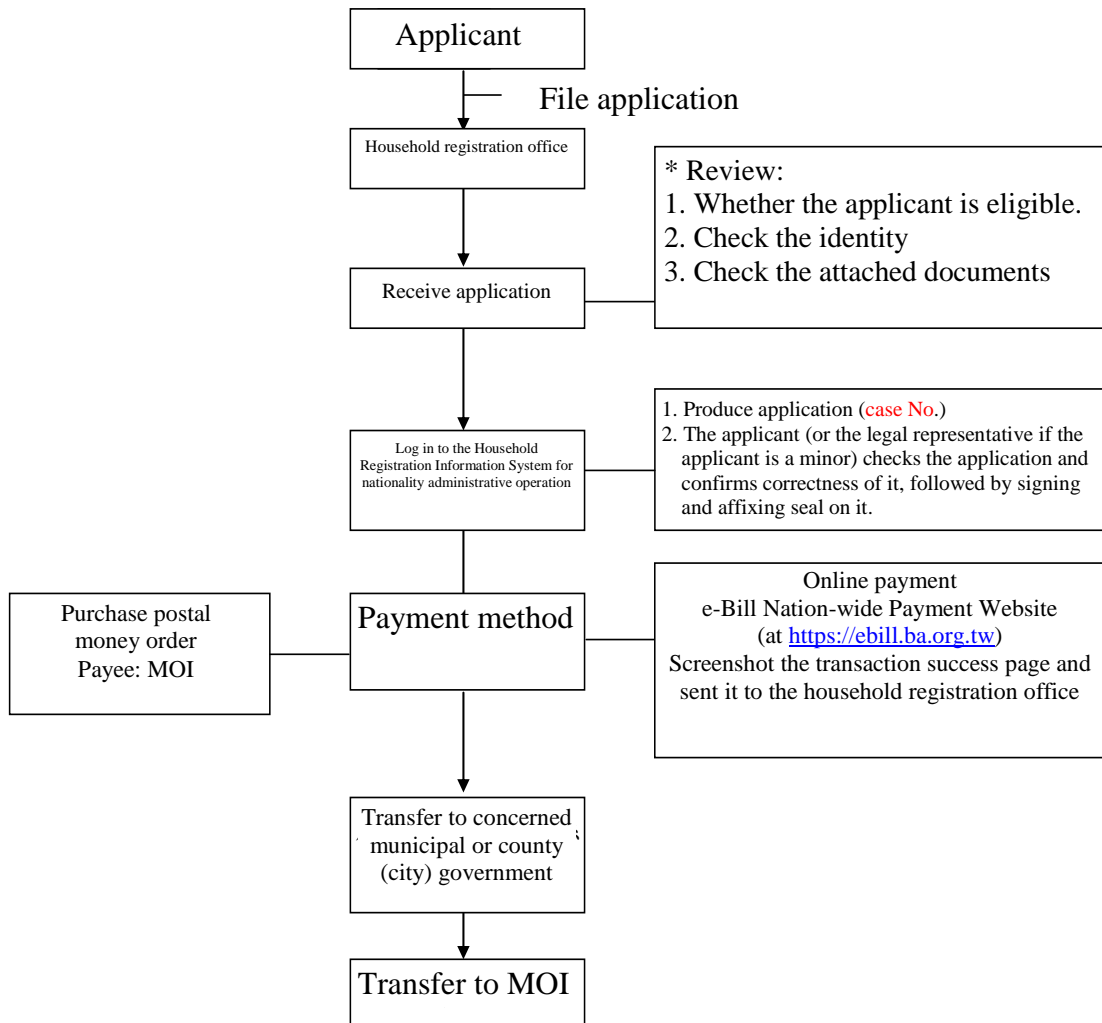 Applicant
File application
Household registration office
* Review:
1. Whether the applicant is eligible.
2. Check the identity
3. Check the attached documents
Receive application
1. Produce application (case No.)
2. The applicant (or the legal representative if the
applicant is a minor) checks the application and
confirms correctness of it, followed by signing
and affixing seal on it.
Log in to the Household
Registration Information System for
nationality administrative operation
Purchase postal
money order
Payee: MOI
Payment method
Online payment
e-Bill Nation-wide Payment Website
(at https://ebill.ba.org.tw)
Screenshot the transaction success page and
sent it to the household registration office
Transfer to concerned
municipal or county
(city) government
Transfer to MOI